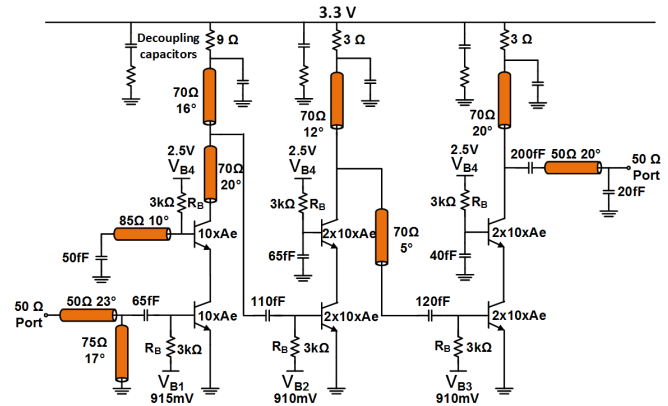 3.3 V
Decoupling
capacitors
9 Ω
3 Ω
3 Ω
70Ω
16°
70Ω
12°
70Ω
20°
2.5V
VB4
70Ω
20°
2.5V
VB4
2.5V
VB4
200fF
50Ω 20°
50 Ω
Port
20fF
3kΩ RB
3kΩ RB
3kΩ RB
85Ω 10°
10xAe
2x10xAe
70Ω
5°
2x10xAe
50fF
65fF
40fF
50 Ω
Port
50Ω 23°
65fF
10xAe
110fF
2x10xAe
120fF
2x10xAe
75Ω
17°
RB 3kΩ
RB 3kΩ
RB 3kΩ
VB1
915mV
VB2
910mV
VB3
910mV